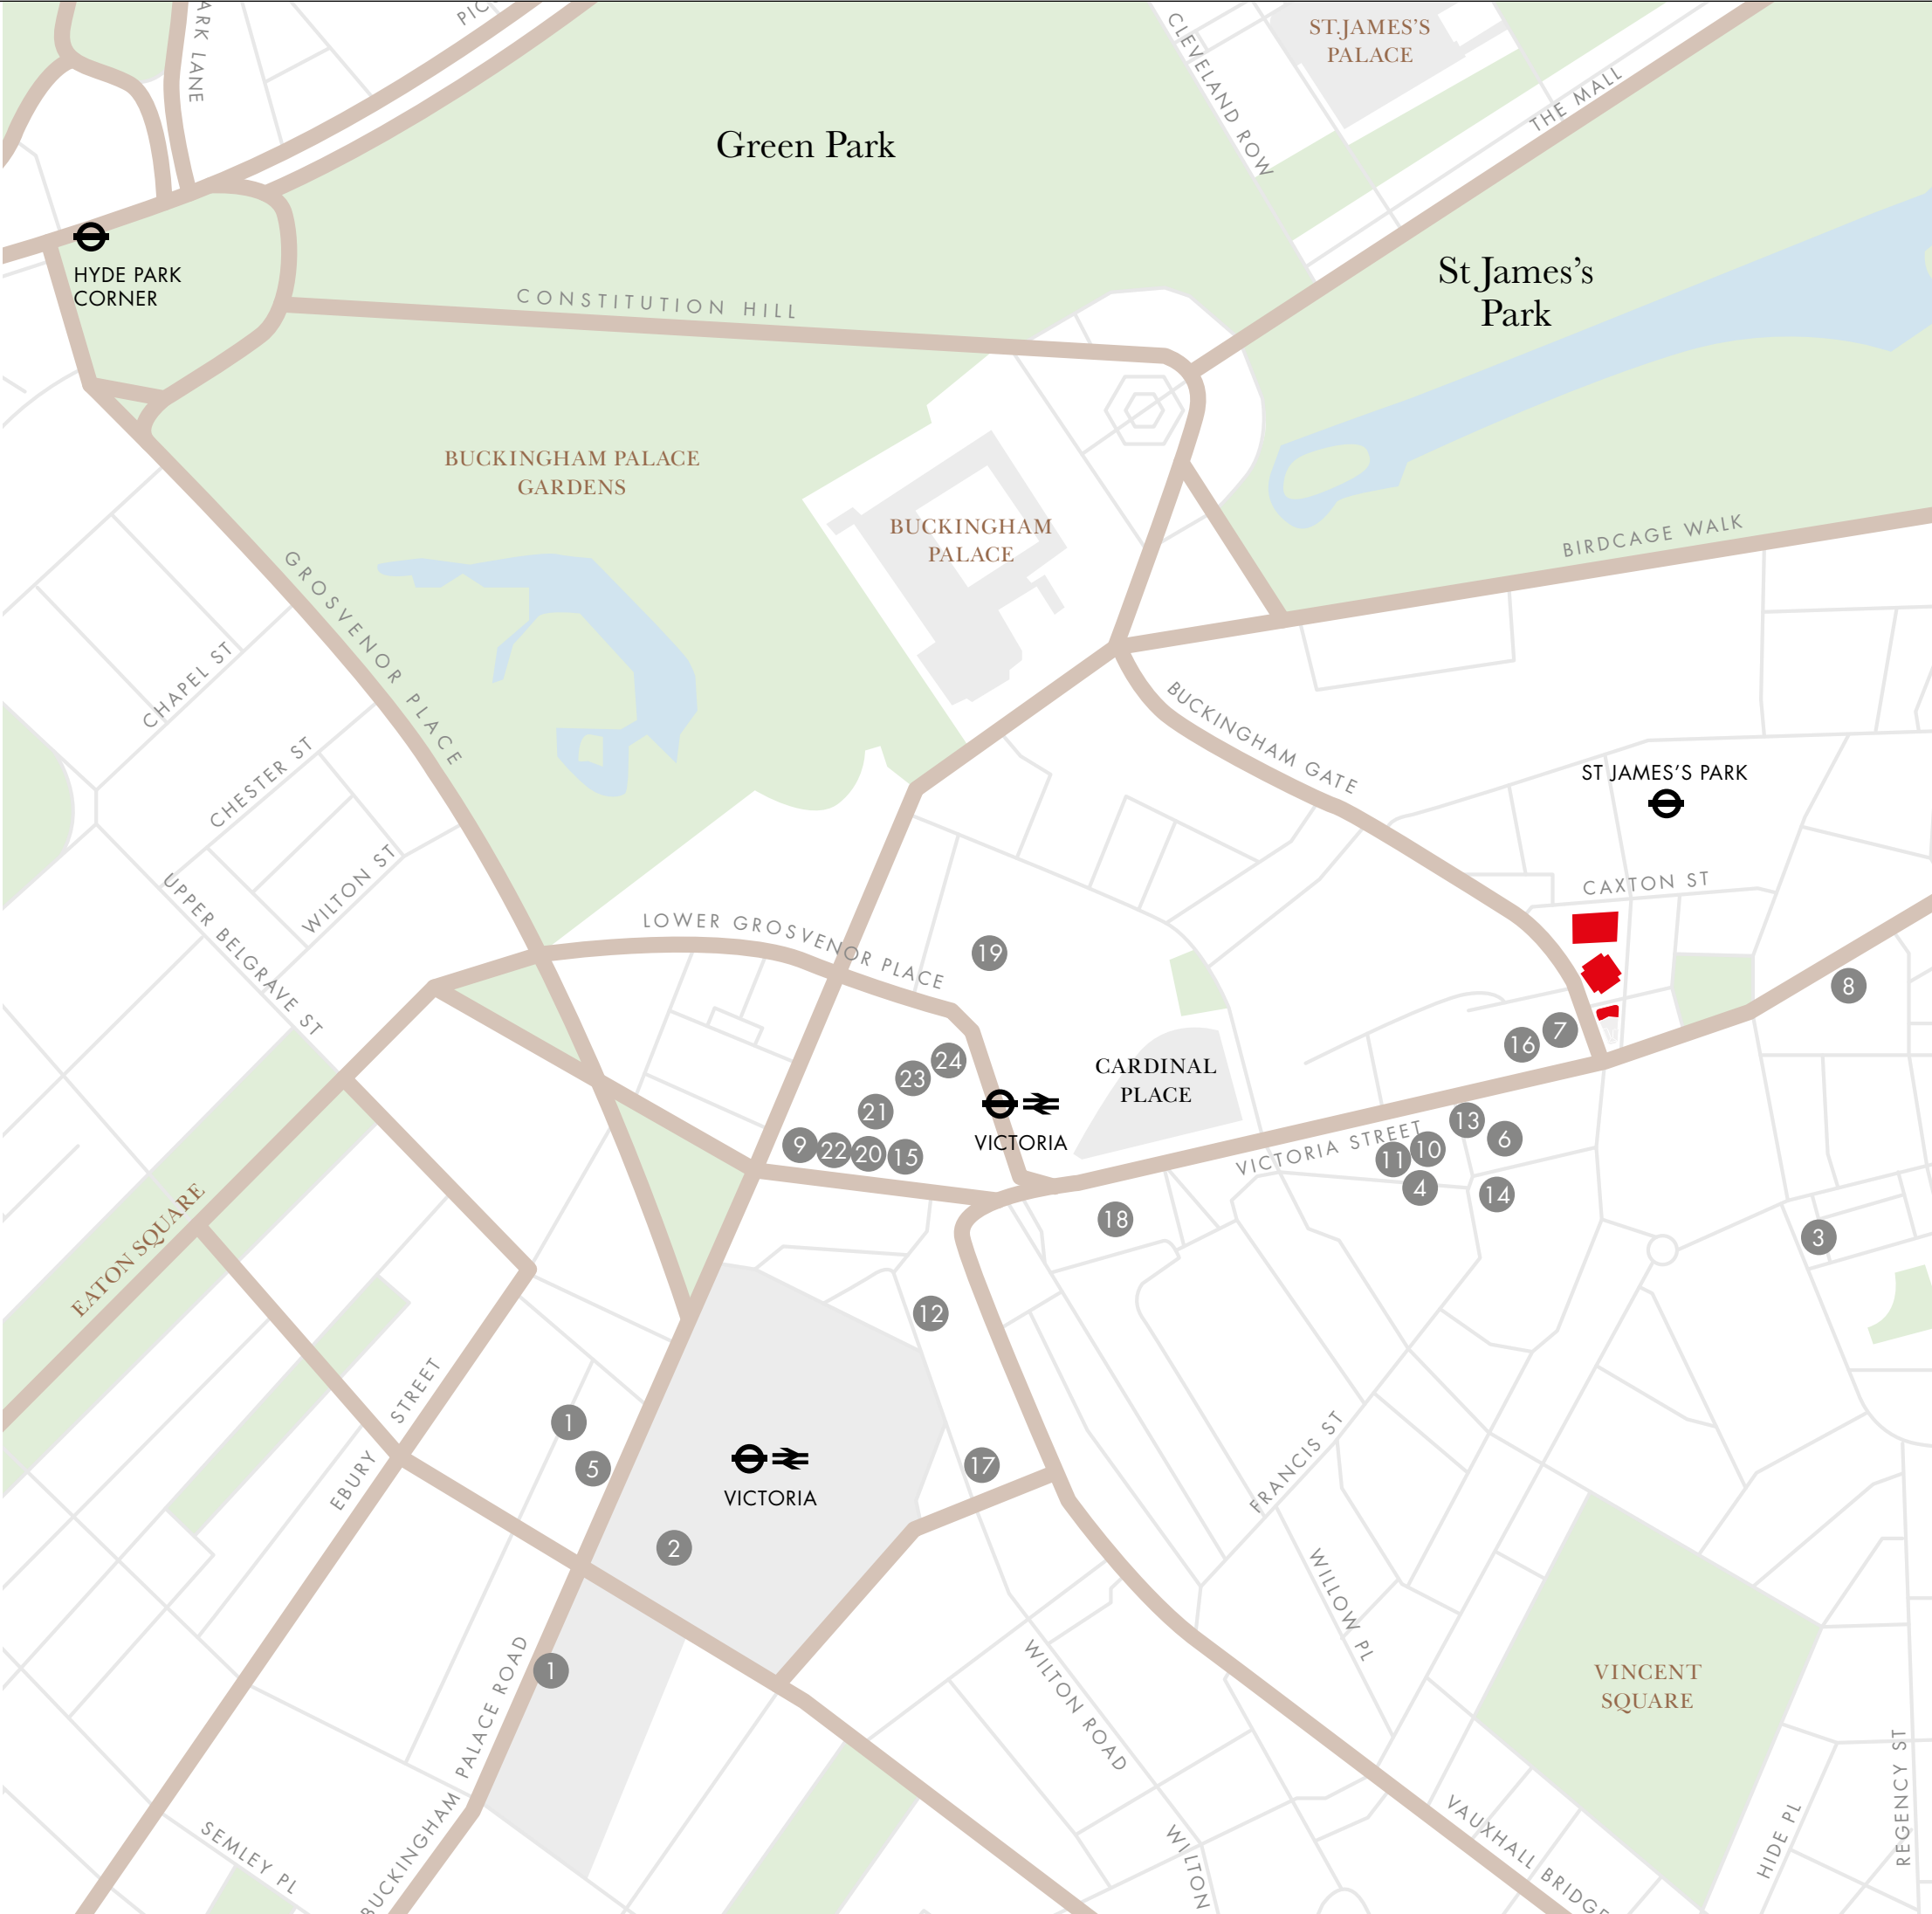 ARK LANE
PIC
CLEVELAND ROW
ST.JAMES'S
PALACE
THE MALL
Green Park
HYDE PARK
CORNER
CONSTITUTION HILL
St James's
Park
BUCKINGHAM PALACE
GARDENS
BUCKINGHAM
PALACE
BIRDCAGE WALK
GROSVENOR PLACE
CHAPEL ST
CHESTER ST
WILTON ST
UPPER BELGRAVE ST
BUCKINGHAM GATE
ST JAMES'S PARK
CAXTON ST
LOWER GROSVENOR PLACE
19
8
7
16
24
23
21
9
22
20
15
CARDINAL
PLACE
VICTORIA
VICTORIA STREET
13
6
10
11
4
14
18
3
EATON SQUARE
12
EBURY STREET
1
5
17
VICTORIA
2
FRANCIS ST
WILLOW PL
1
BUCKINGHAM PALACE ROAD
WILTON ROAD
VINCENT
SQUARE
SEMLEY PL
WILTON
VAUXHALL BRIDGE
HIDE PL
REGENCY ST